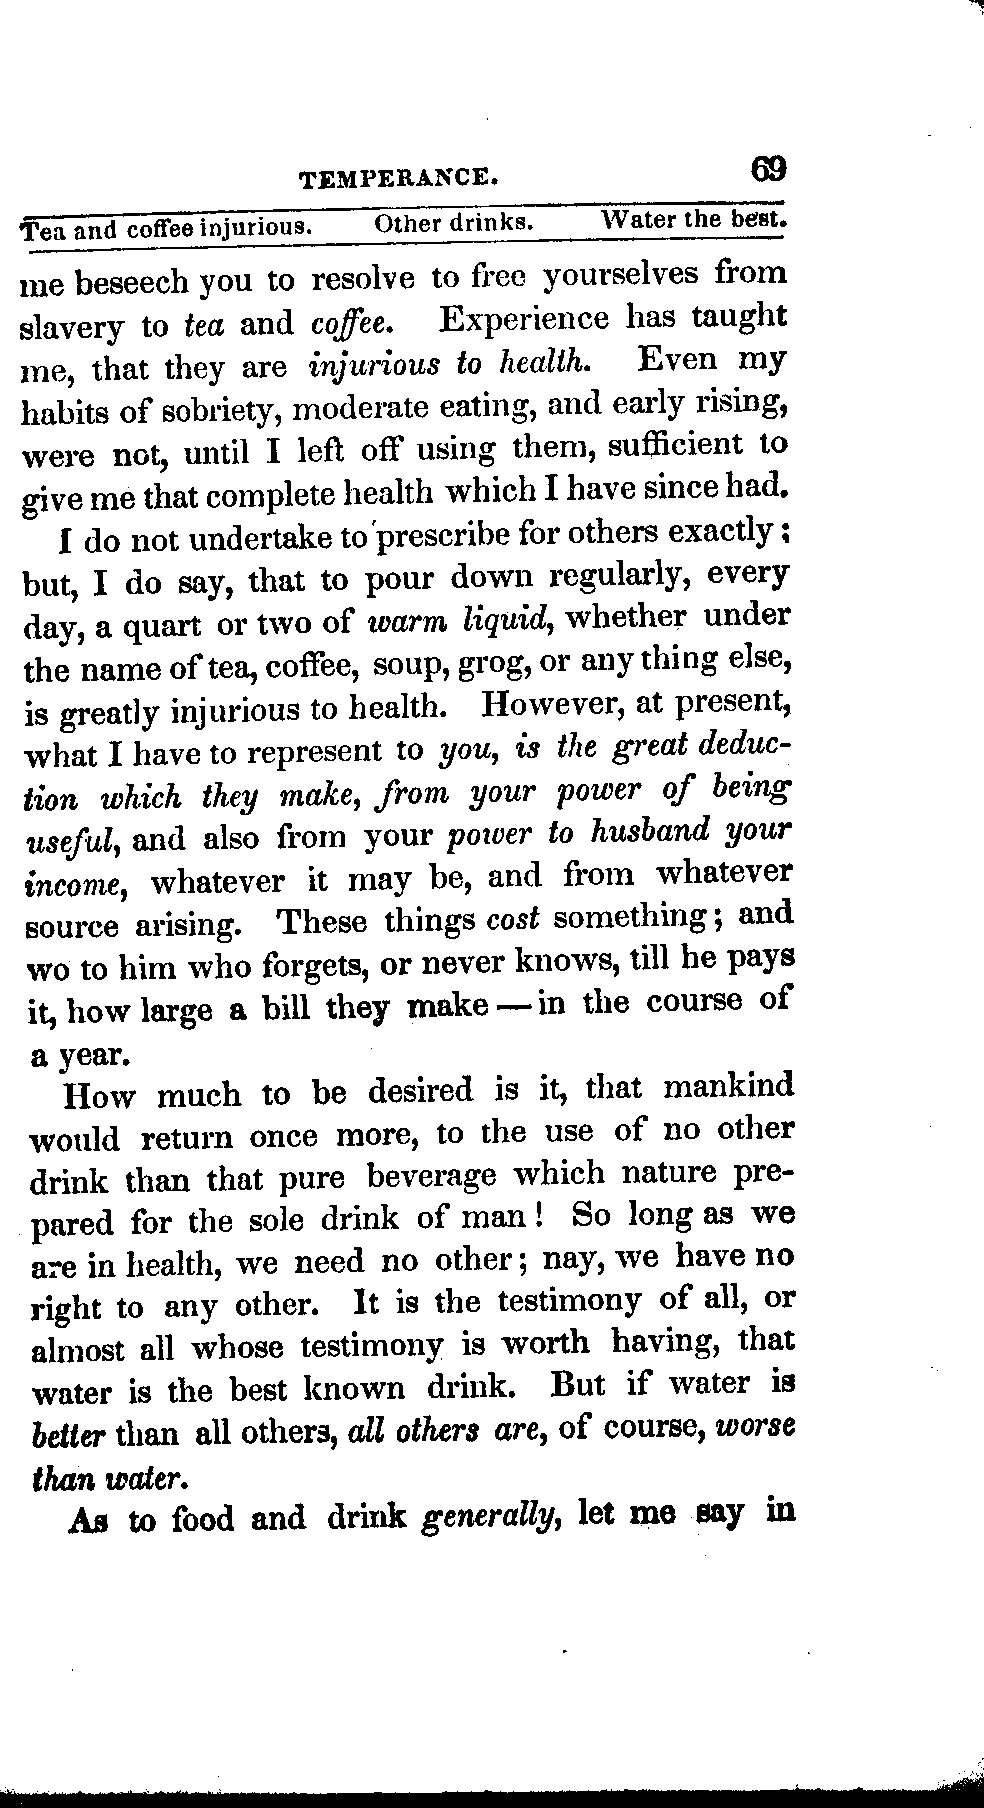 TEMPERANCE. 69
Tea and coffee injurious. Other drinks. Water the best.
me beseech you to resolve to free yourselves from
slavery to tea and coffee. Experience has taught
me, that they are injurious to health. Even my
habits of sobriety, moderate eating, and early rising,
were not, until I left off using them, sufficient to
give me that complete health which I have since had.
I do not undertake to prescribe for others exactly;
but, I do say, that to pour down regularly, every
day, a quart or two of warm liquid, whether under
the name of tea, coffee, soup, grog, or any thing else,
is greatly injurious to health. However, at present,
what I have to represent to you, is the great deduc-
tion which they make, from your power of being
useful, and also from your power to husband your
income, whatever it may be, and from whatever
source arising. These things cost something; and
wo to him who forgets, or never knows, till he pays
it, how large a bill they make — in the course of
a year.
How much to be desired is it, that mankind
would return once more, to the use of no other
drink than that pure beverage which nature pre-
pared for the sole drink of man! So long as we
are in health, we need no other; nay, we have no
right to any other. It is the testimony of all, or
almost all whose testimony is worth having, that
water is the best known drink. But if water is
better than all others, all others are, of course, worse
than water.
As to food and drink generally, let me say in